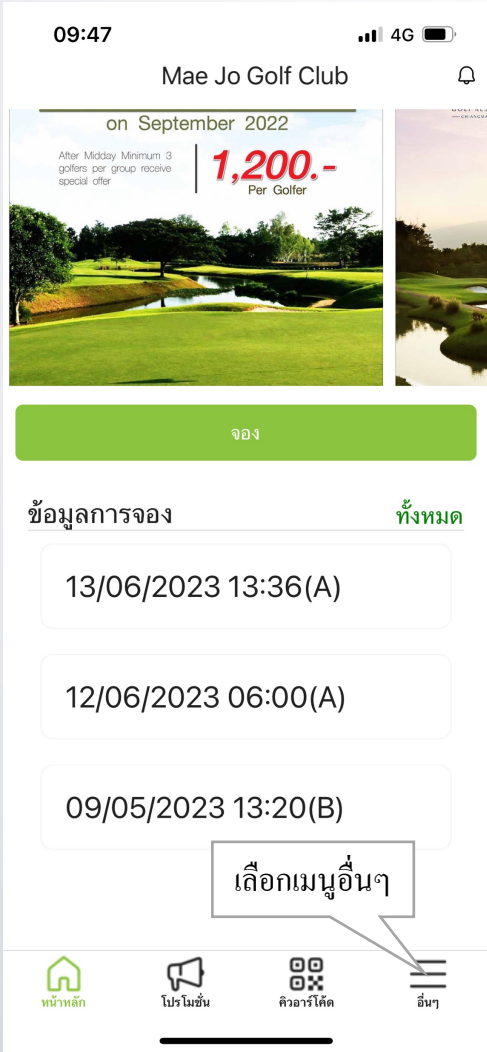 09:47
4G
Mae Jo Golf Club
on September 2022
After Midday Minimum 3
golfers per group receive
special offer
1,200.-
Per Golfer
จอง
ข้อมูลการจอง
ทั้งหมด
13/06/2023 13:36(A)
12/06/2023 06:00(A)
09/05/2023 13:20(B)
เลือกเมนูอื่นๆ
หน้าหลัก
โปรโมชั่น
คิวอาร์โค้ด
อื่นๆ